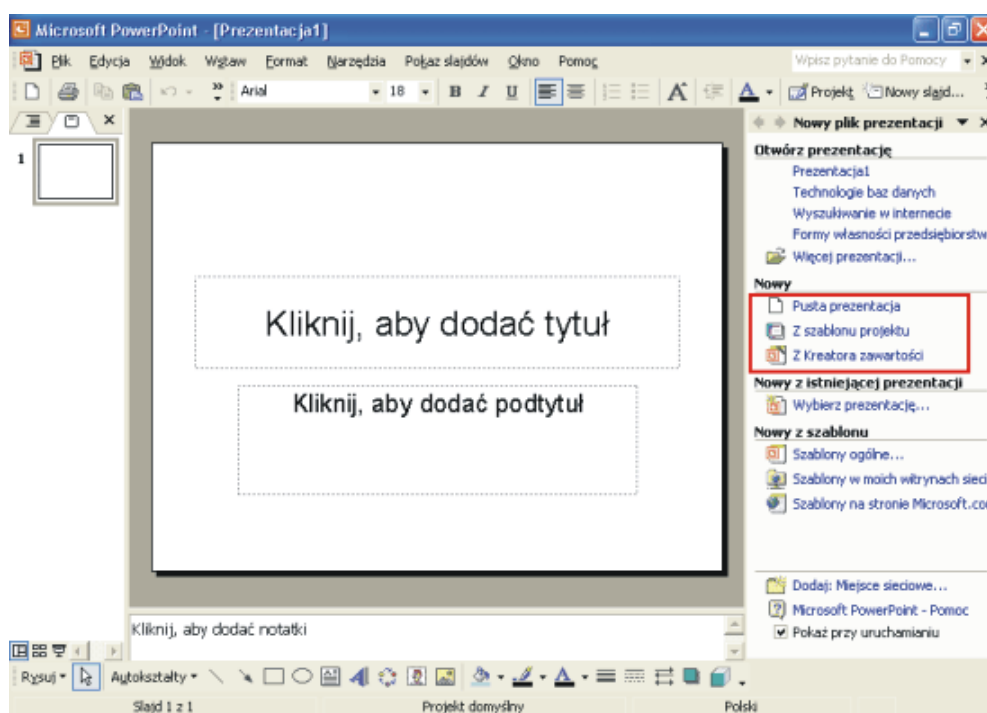 Microsoft PowerPoint - [Prezentacja1]
Plik Edycja Widok Wstaw Format Narzędzia Pokaz slajdów Okno Pomoc Wpisz pytanie do Pomocy
Arial 18 B I U A A Projekt Nowy slajd...
Nowy plik prezentacji
1
Otwórz prezentację
Prezentacja1
Technologie baz danych
Wyszukiwanie w internecie
Formy własności przedsiębiorstw
Więcej prezentacji...
Nowy
Pusta prezentacja
Z szablonu projektu
Z Kreatora zawartości
Nowy z istniejącej prezentacji
Wybierz prezentację...
Nowy z szablonu
Szablony ogólne...
Szablony w moich witrynach sieci
Szablony na stronie Microsoft.co
Dodaj: Miejsce sieciowe...
Microsoft PowerPoint - Pomoc
Pokaż przy uruchamianiu
Kliknij, aby dodać tytuł
Kliknij, aby dodać podtytuł
Kliknij, aby dodać notatki
Rysuj Autokształty
Slajd 1 z 1 Projekt domyślny Polski